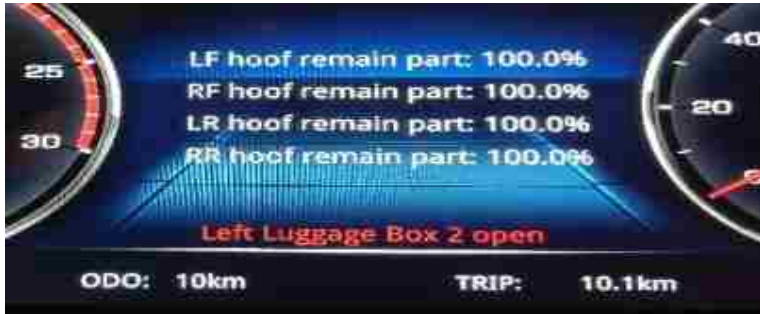 25
30
LF hoof remain part: 100.0%
RF hoof remain part: 100.0%
LR hoof remain part: 100.0%
RR hoof remain part: 100.0%
Left Luggage Box 2 open
40
20
ODO: 10km TRIP: 10.1km